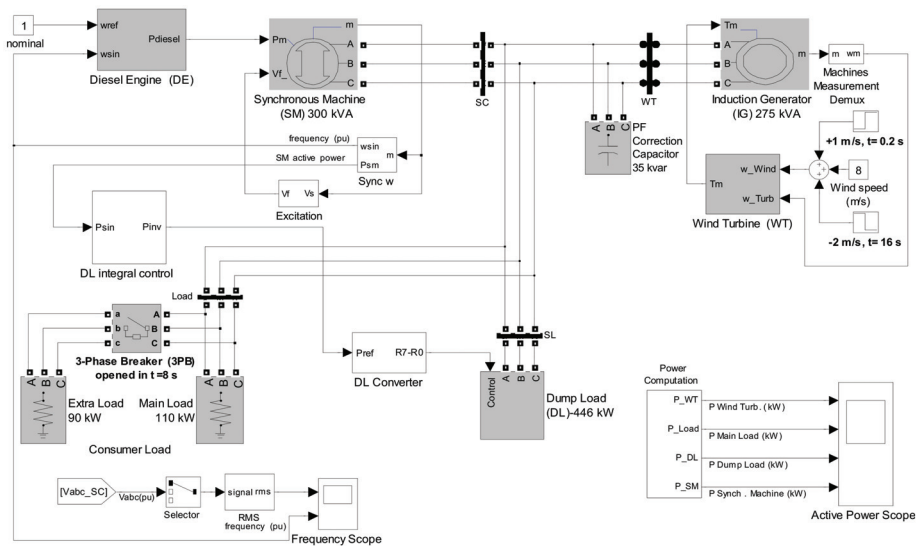 1
nominal
wref
wsin
Pdiesel
Diesel Engine (DE)
Pm
Vf_
m
A
B
C
Synchronous Machine
(SM) 300 kVA
SC
WT
A B C
PF
Correction
Capacitor
35 kvar
Tm
A
B
C
m
Induction Generator
(IG) 275 kVA
m wm
Machines
Measurement
Demux
+1 m/s, t= 0.2 s
8
Wind speed
(m/s)
-2 m/s, t= 16 s
Tm
w_Wind
w_Turb
Wind Turbine (WT)
frequency (pu)
SM active power
wsin
Psm
m
Sync w
Vf Vs
Excitation
Psin Pinv
DL integral control
Load
a A
b B
c C
3-Phase Breaker (3PB)
opened in t =8 s
A B C
Extra Load
90 kW
A B C
Main Load
110 kW
Consumer Load
Pref R7-R0
DL Converter
SL
Control
A B C
Dump Load
(DL)-446 kW
Power
Computation
P_WT
P_Load
P_DL
P_SM
P Wind Turb. (kW)
P Main Load (kW)
P Dump Load (kW)
P Synch . Machine (kW)
Active Power Scope
[Vabc_SC]
Vabc(pu)
Selector
signal rms
RMS
frequency (pu)
Frequency Scope